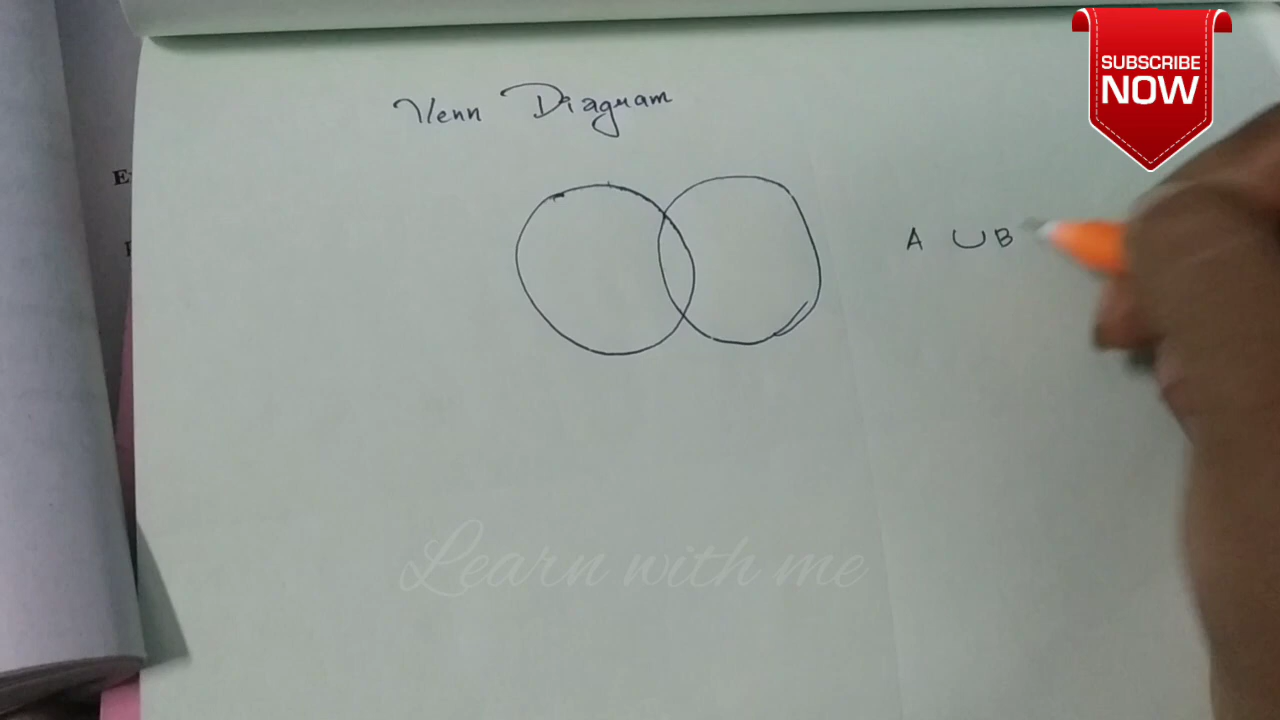 SUBSCRIBE
NOW
Venn Diagram
A ∪ B
E
Learn with me